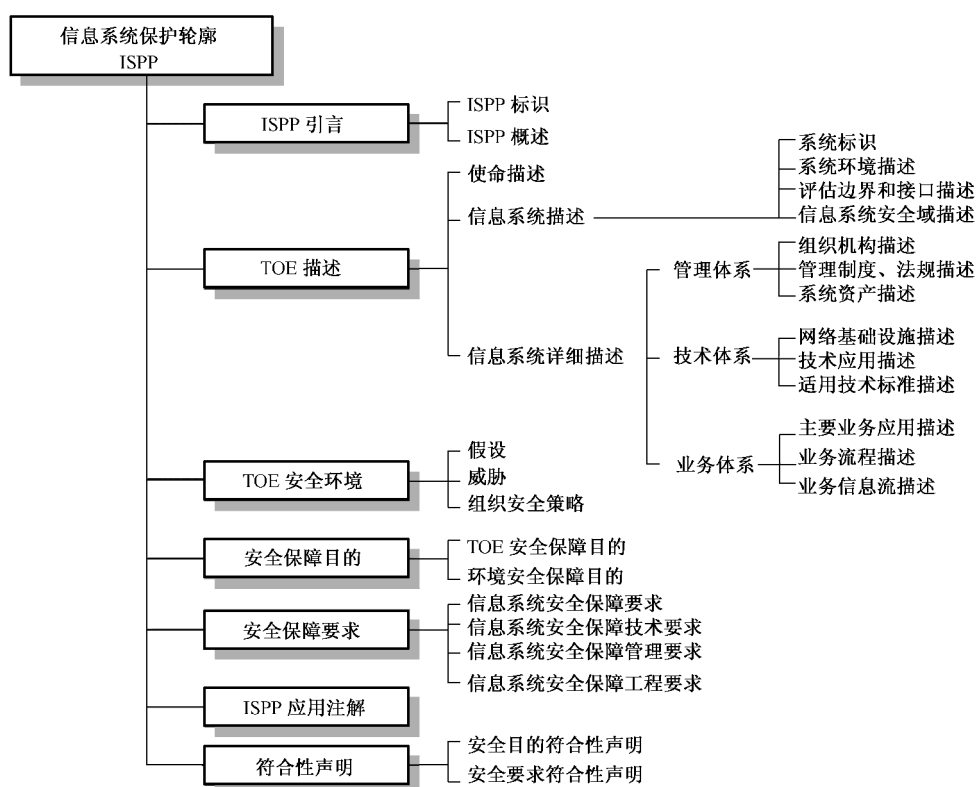 信息系统保护轮廓
ISPP
ISPP 引言
ISPP 标识
ISPP 概述
TOE 描述
使命描述
信息系统描述
系统标识
系统环境描述
评估边界和接口描述
信息系统安全域描述
信息系统详细描述
管理体系
组织机构描述
管理制度、法规描述
系统资产描述
技术体系
网络基础设施描述
技术应用描述
适用技术标准描述
业务体系
主要业务应用描述
业务流程描述
业务信息流描述
TOE 安全环境
假设
威胁
组织安全策略
安全保障目的
TOE 安全保障目的
环境安全保障目的
安全保障要求
信息系统安全保障要求
信息系统安全保障技术要求
信息系统安全保障管理要求
信息系统安全保障工程要求
ISPP 应用注解
符合性声明
安全目的符合性声明
安全要求符合性声明